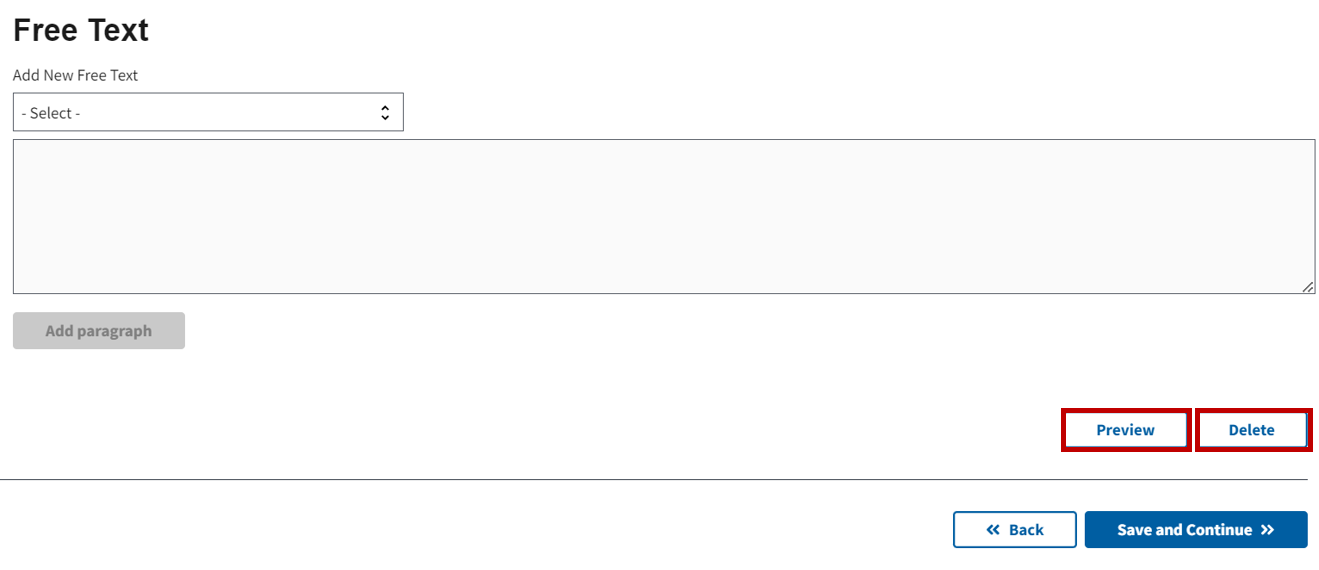 Free Text
Add New Free Text
- Select -
Add paragraph
Preview Delete
Back Save and Continue